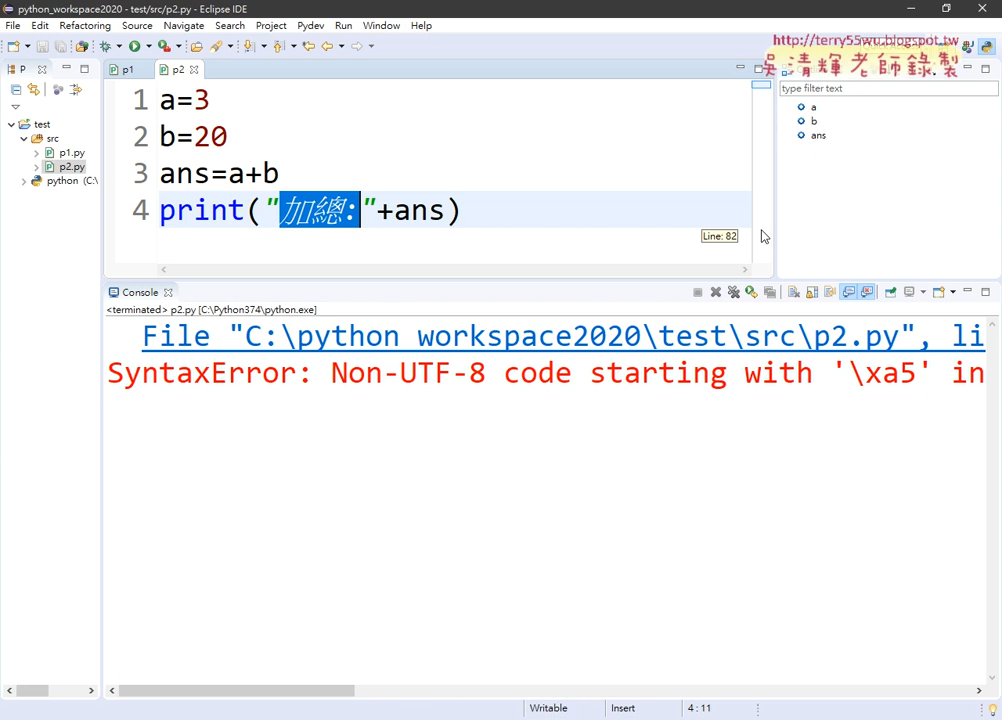 python_workspace2020 - test/src/p2.py - Eclipse IDE
File Edit Refactoring Source Navigate Search Project Pydev Run Window Help
http://terry55wu.blogspot.tw
吳清輝老師錄製
P
p1
p2
type filter text
a
b
ans
test
src
p1.py
p2.py
python (C:\
1 a=3
2 b=20
3 ans=a+b
4 print("加總:"+ans)
Line: 82
Console
<terminated> p2.py [C:\Python374\python.exe]
File "C:\python_workspace2020\test\src\p2.py", li
SyntaxError: Non-UTF-8 code starting with '\xa5' in
Writable Insert 4 : 11